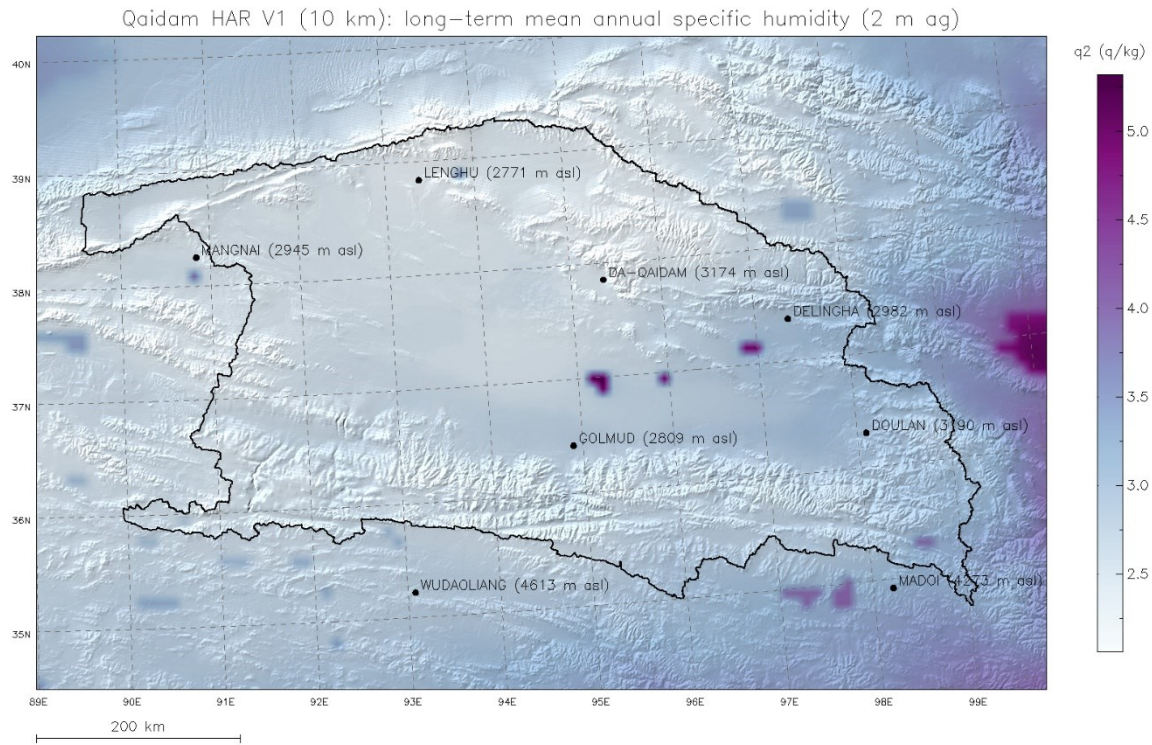 Qaidam HAR V1 (10 km): long-term mean annual specific humidity (2 m ag)
q2 (q/kg)
40N
39N
38N
37N
36N
35N
LENGHU (2771 m asl)
MANGNAI (2945 m asl)
DA-QAIDAM (3174 m asl)
DELINGHA (2982 m asl)
GOLMUD (2809 m asl)
DOULAN (3190 m asl)
WUDAOLIANG (4613 m asl)
MADOI (4273 m asl)
5.0
4.5
4.0
3.5
3.0
2.5
89E 90E 91E 92E 93E 94E 95E 96E 97E 98E 99E
200 km